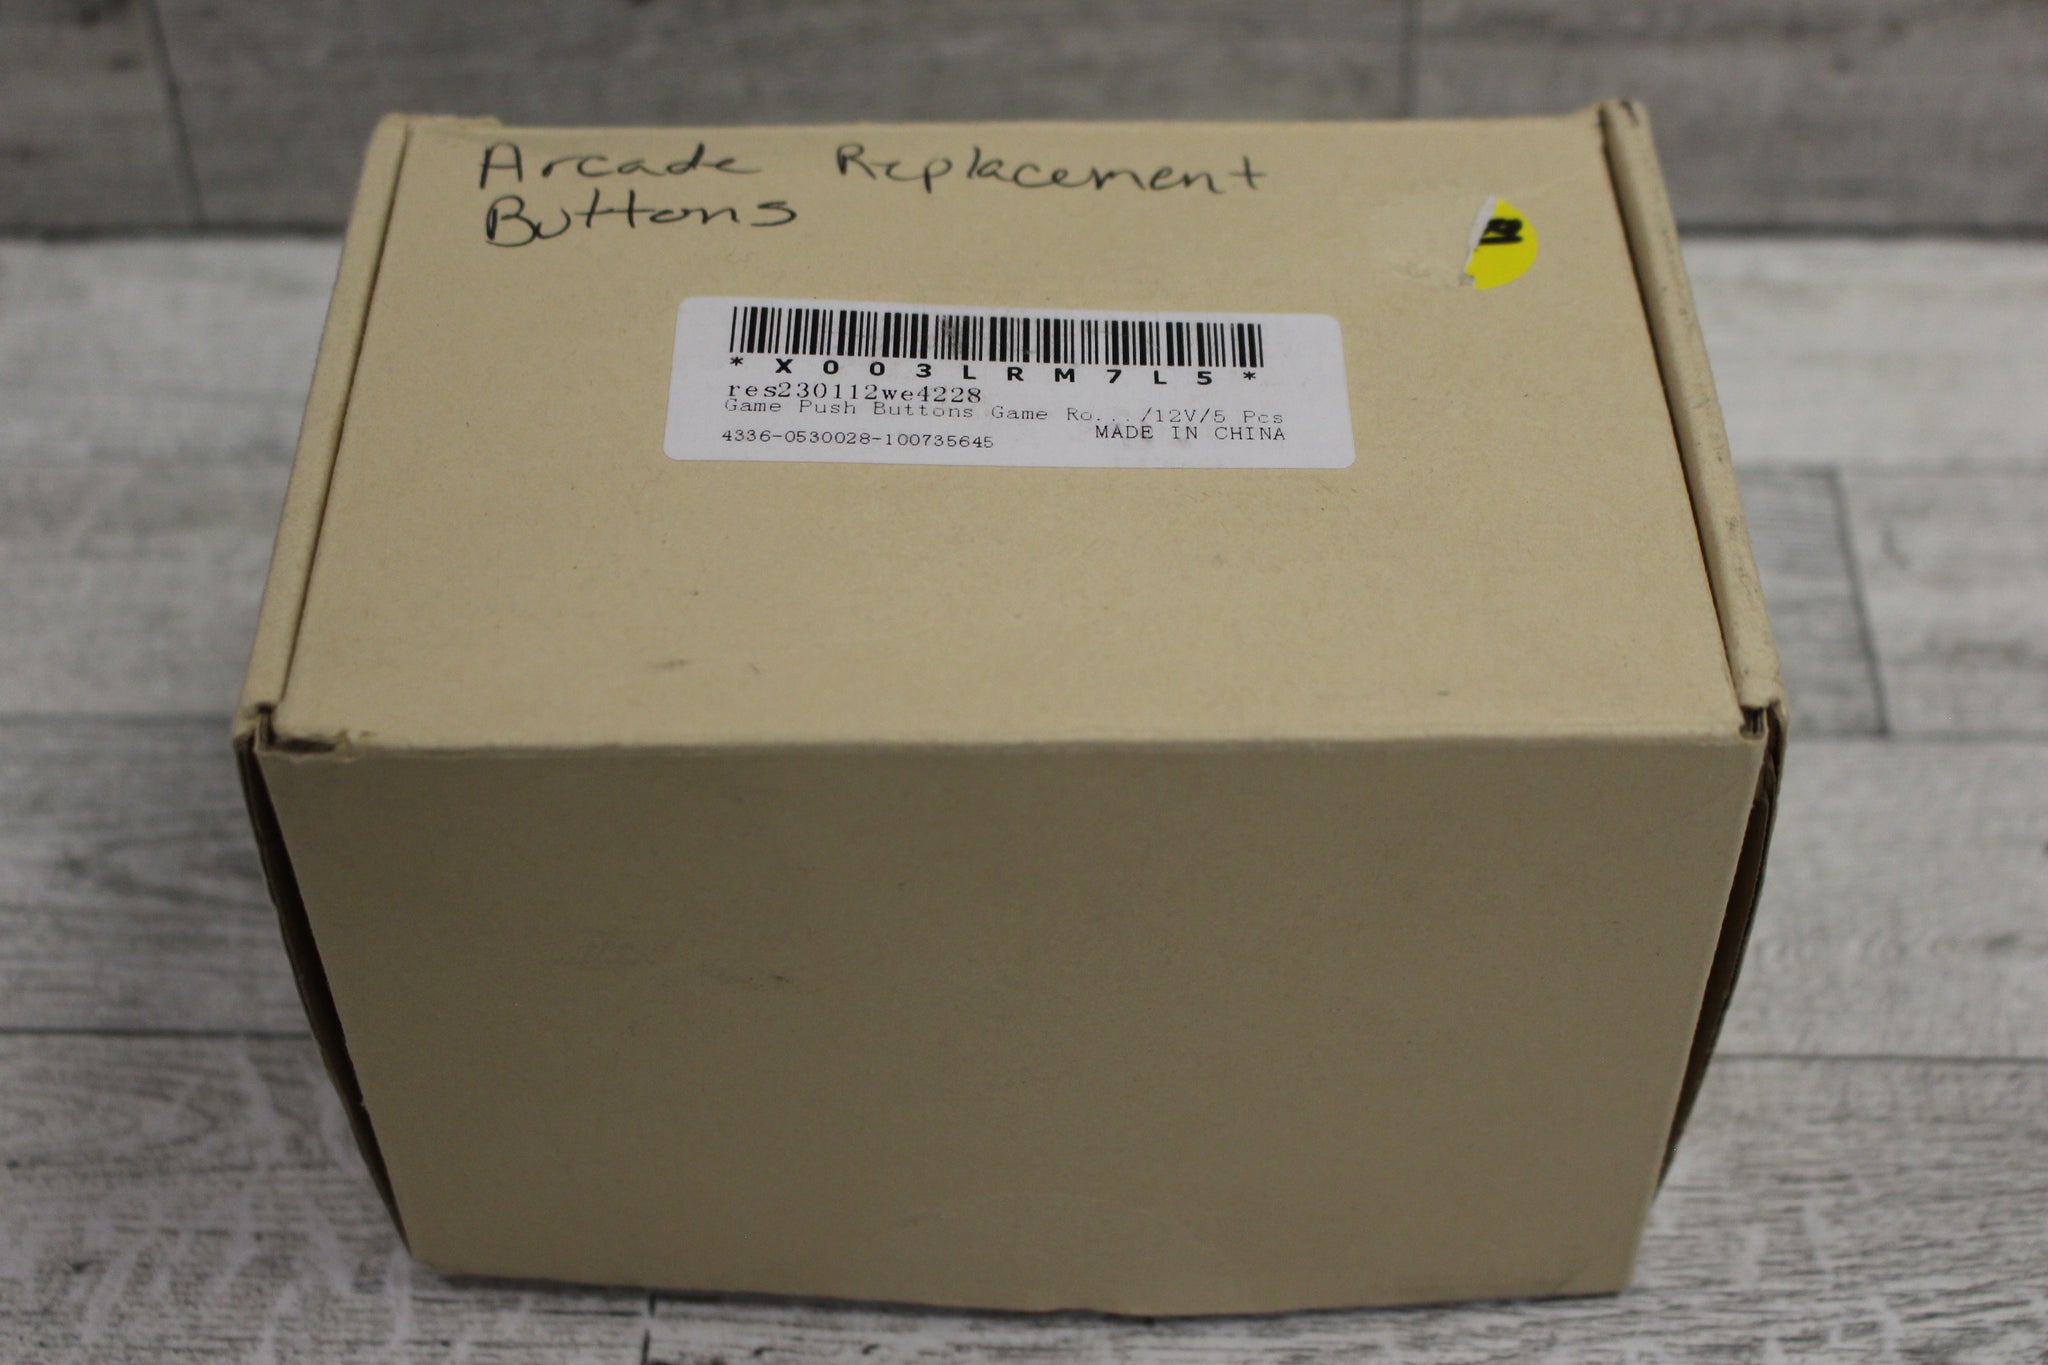 Arcade Replacement
Buttons
*X003LRM7L5*
res230112we4228
Game Push Buttons Game Ro.../12V/5 Pcs
4336-0530028-100735645 MADE IN CHINA